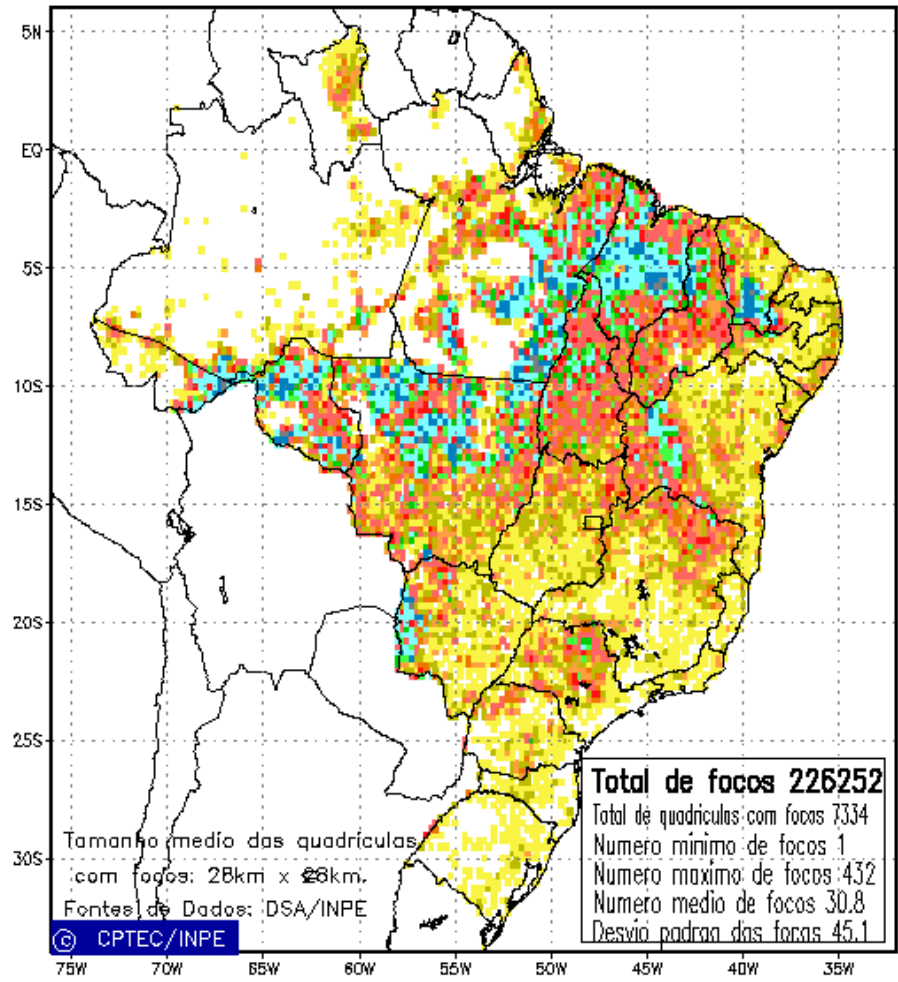 5N
EQ
5S
10S
15S
20S
25S
30S
Total de focos 226252
Total de quadriculas com focos 7334
Numero minimo de focos 1
Numero maximo de focos 432
Numero medio de focos 30.8
Desvio padrao dos focos 45.1
Tamanho medio das quadriculas
com focos: 28km x 28km.
Fontes de Dados: DSA/INPE
© CPTEC/INPE
75W 70W 65W 60W 55W 50W 45W 40W 35W